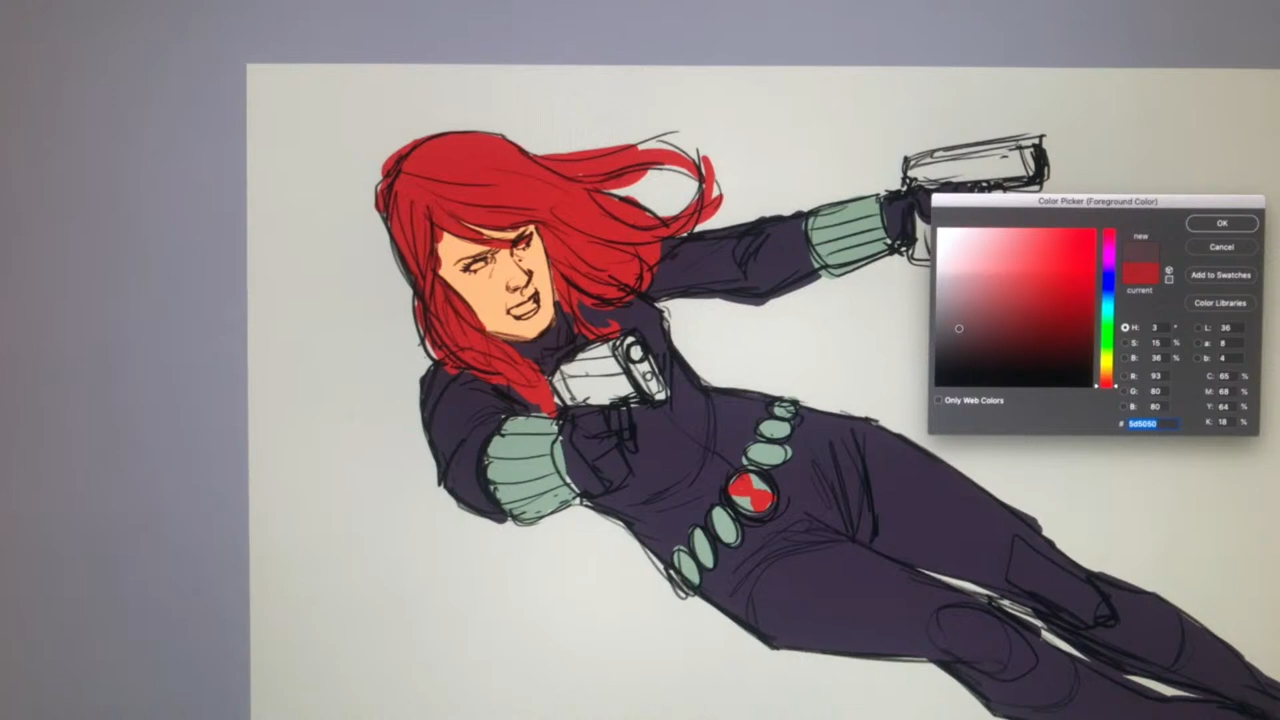 Color Picker (Foreground Color)
OK
new
Cancel
Add to Swatches
current
Color Libraries
H: 3 °
L: 36
S: 15 %
a: 8
B: 36 %
b: 4
R: 93
C: 65 %
G: 80
M: 68 %
Only Web Colors
B: 80
Y: 64 %
# 5d5050
K: 18 %